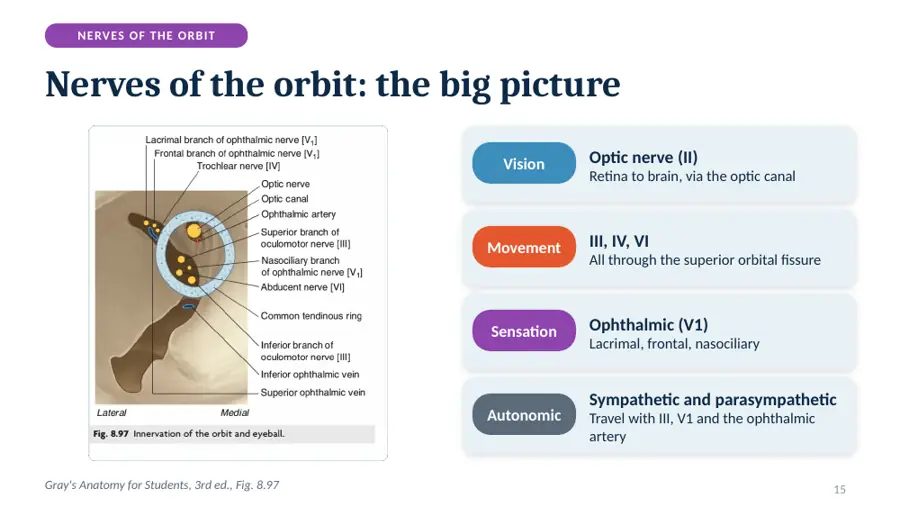 NERVES OF THE ORBIT
Nerves of the orbit: the big picture
Lacrimal branch of ophthalmic nerve [V1]
Frontal branch of ophthalmic nerve [V1]
Trochlear nerve [IV]
Optic nerve
Optic canal
Ophthalmic artery
Superior branch of
oculomotor nerve [III]
Nasociliary branch
of ophthalmic nerve [V1]
Abducent nerve [VI]
Common tendinous ring
Inferior branch of
oculomotor nerve [III]
Inferior ophthalmic vein
Superior ophthalmic vein
Lateral
Medial
Fig. 8.97 Innervation of the orbit and eyeball.
Vision
Optic nerve (II)
Retina to brain, via the optic canal
Movement
III, IV, VI
All through the superior orbital fissure
Sensation
Ophthalmic (V1)
Lacrimal, frontal, nasociliary
Autonomic
Sympathetic and parasympathetic
Travel with III, V1 and the ophthalmic
artery
Gray's Anatomy for Students, 3rd ed., Fig. 8.97
15